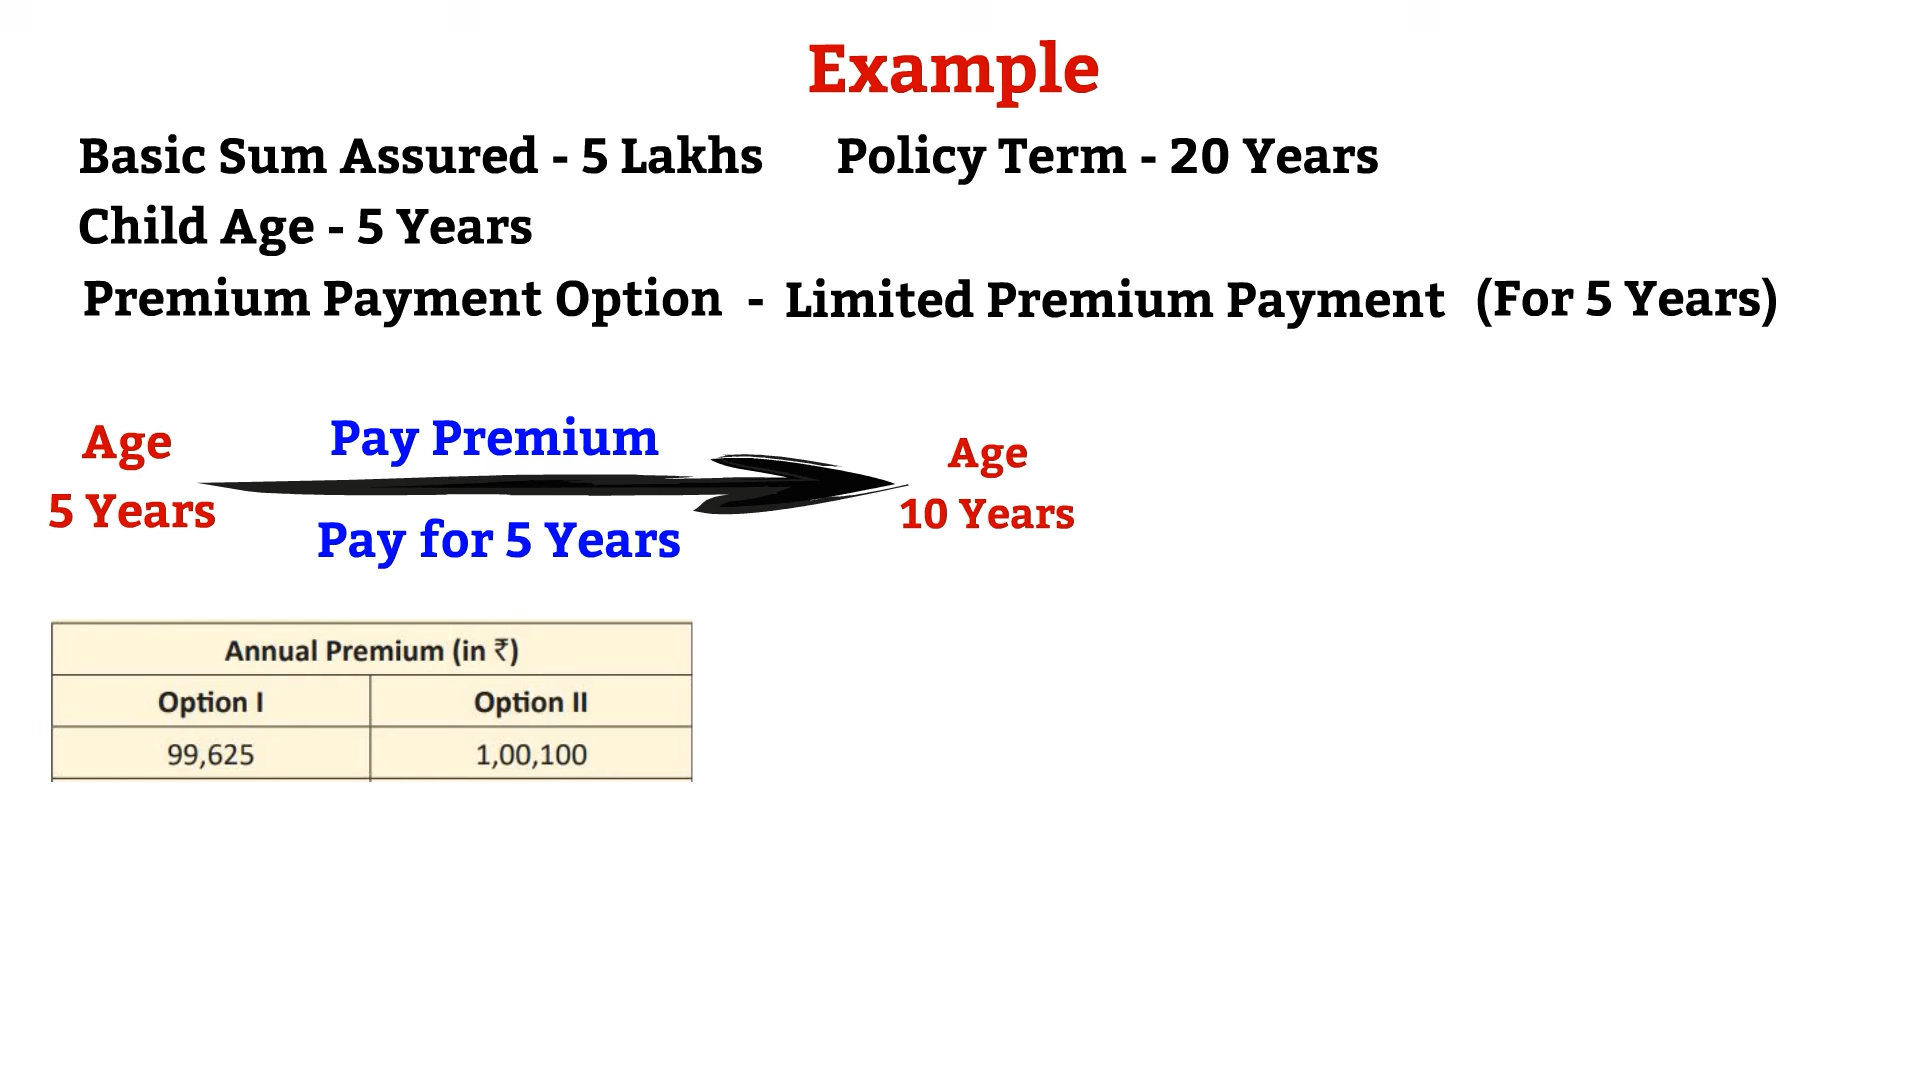 Example
Basic Sum Assured - 5 Lakhs Policy Term - 20 Years
Child Age - 5 Years
Premium Payment Option - Limited Premium Payment (For 5 Years)
Age
5 Years
Pay Premium
Pay for 5 Years
Age
10 Years
Annual Premium (in ₹)
Option I Option II
99,625 1,00,100